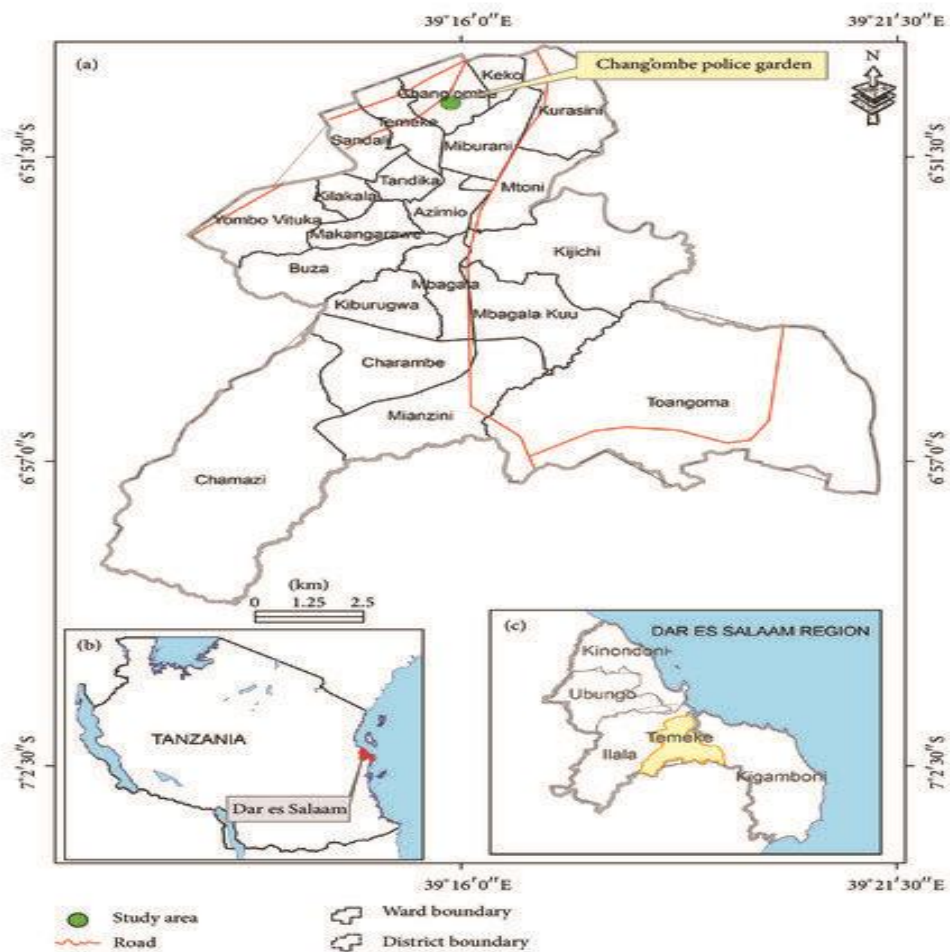 39°16′0″E
39°21′30″E
(a)
N
Chang'ombe police garden
Keko
Chang'ombe
Kurasini
Temeke
Sandali
Miburani
6°51′30″S
6°51′30″S
Tandika
Mtoni
Kilakala
Azimio
Yombo Vituka
Makangarawe
Kijichi
Buza
Mbagala
Kiburugwa
Mbagala Kuu
Charambe
Toangoma
Mianzini
6°57′0″S
6°57′0″S
Chamazi
(km)
0 1.25 2.5
(b)
TANZANIA
Dar es Salaam
(c)
DAR ES SALAAM REGION
Kinondoni
Ubungo
Temeke
Ilala
Kigamboni
7°2′30″S
7°2′30″S
39°16′0″E
39°21′30″E
Study area
Ward boundary
Road
District boundary